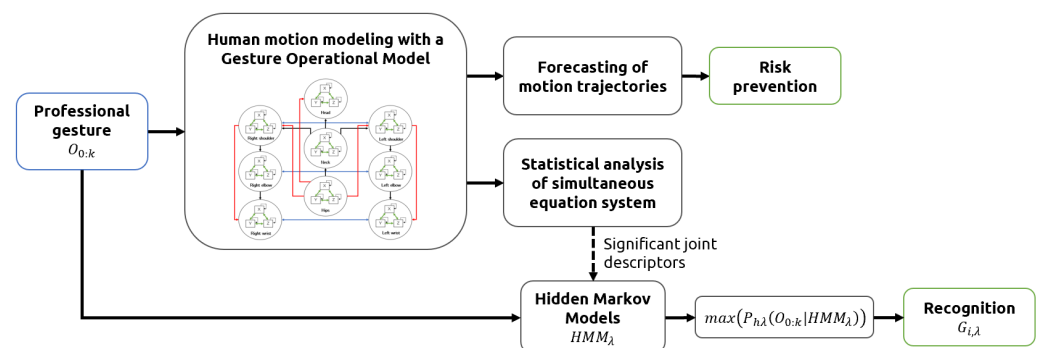 Human motion modeling with a
Gesture Operational Model
Head
Right shoulder
Left shoulder
Neck
Right elbow
Left elbow
Hips
Right wrist
Left wrist
Professional
gesture
O₀:ₖ
Forecasting of
motion trajectories
Risk
prevention
Statistical analysis
of simultaneous
equation system
Significant joint
descriptors
Hidden Markov
Models
HMM_λ
max(P_{hλ}(O_{0:k}|HMM_λ))
Recognition
G_{i,λ}